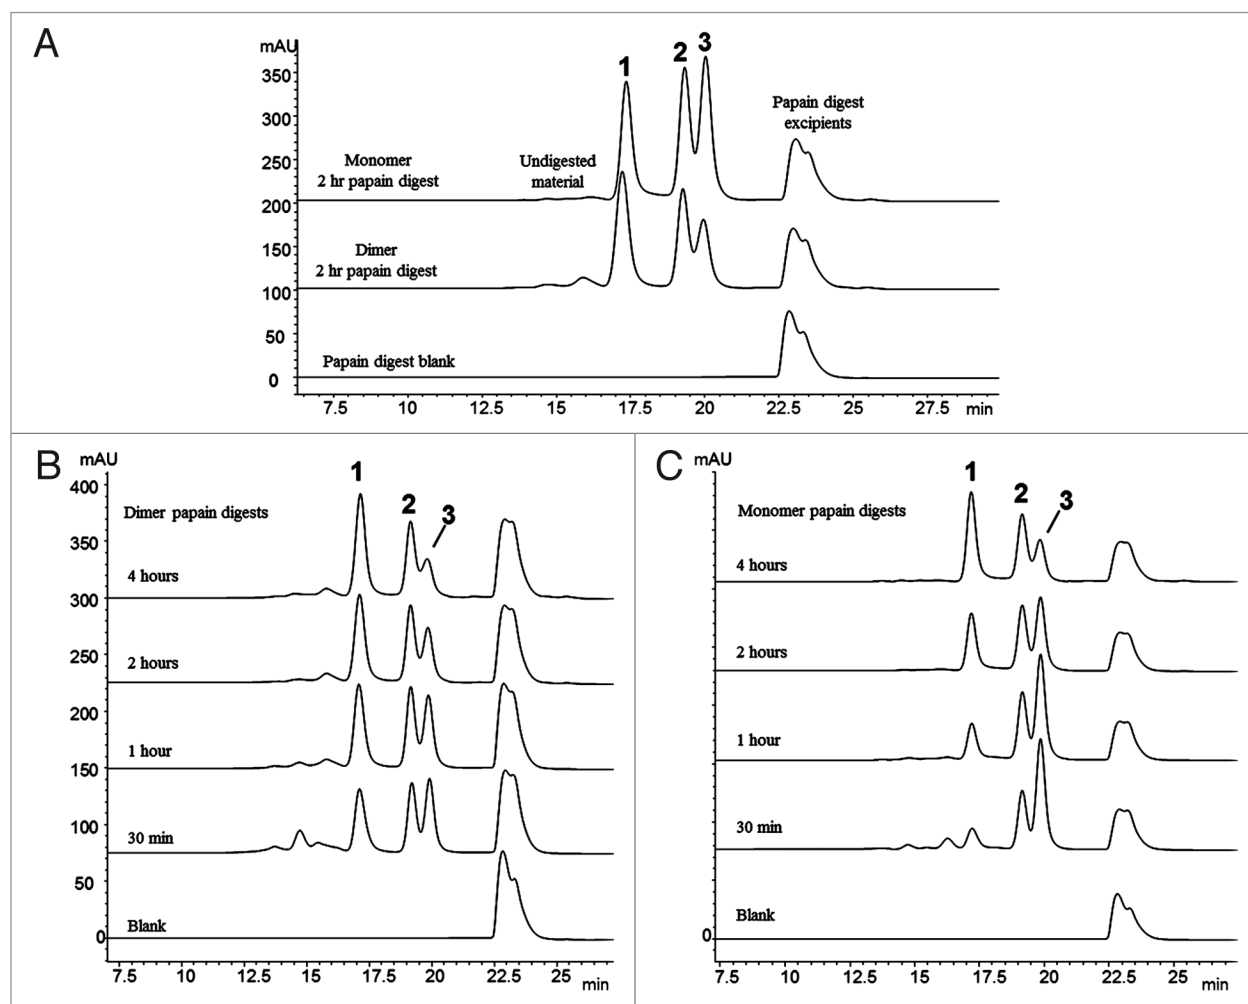 A
mAU
1
2
3
350
300
250
200
150
100
50
0
Papain digest
excipients
Undigested
material
Monomer
2 hr papain digest
Dimer
2 hr papain digest
Papain digest blank
7.5 10 12.5 15 17.5 20 22.5 25 27.5 min
B
mAU
1
2
3
400
350
300
250
200
150
100
50
0
Dimer papain digests
4 hours
2 hours
1 hour
30 min
Blank
7.5 10 12.5 15 17.5 20 22.5 25 min
C
mAU
1
2
3
Monomer papain digests
4 hours
2 hours
1 hour
30 min
Blank
0
7.5 10 12.5 15 17.5 20 22.5 25 min